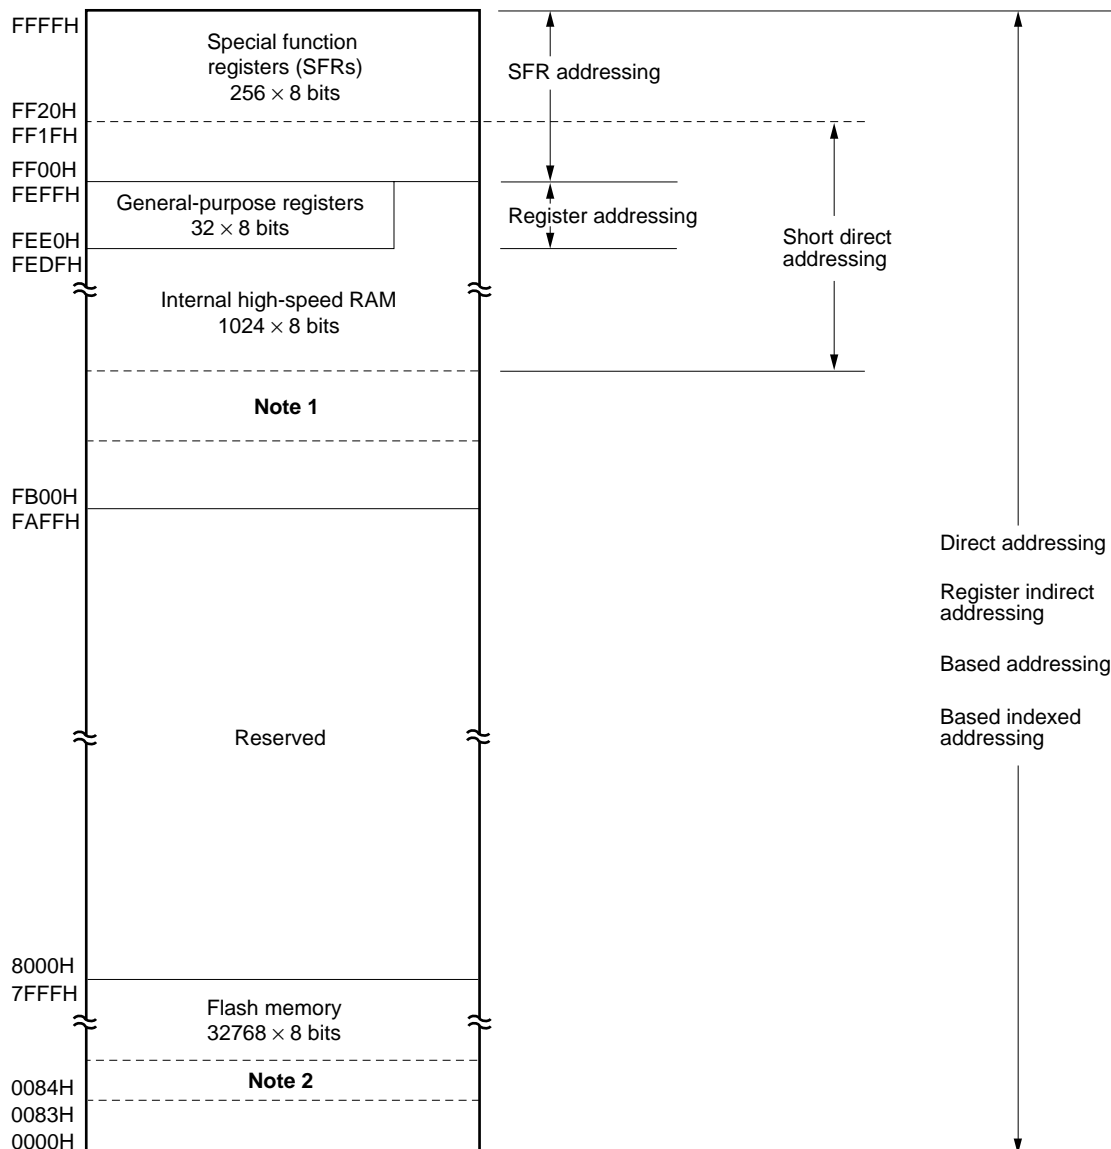 FFFFH
Special function
registers (SFRs)
256 × 8 bits
SFR addressing
FF20H
FF1FH
FF00H
FEFFH
General-purpose registers
32 × 8 bits
Register addressing
Short direct
addressing
FEE0H
FEDFH
Internal high-speed RAM
1024 × 8 bits
Note 1
FB00H
FAFFH
Direct addressing
Register indirect
addressing
Based addressing
Based indexed
addressing
Reserved
8000H
7FFFH
Flash memory
32768 × 8 bits
Note 2
0084H
0083H
0000H